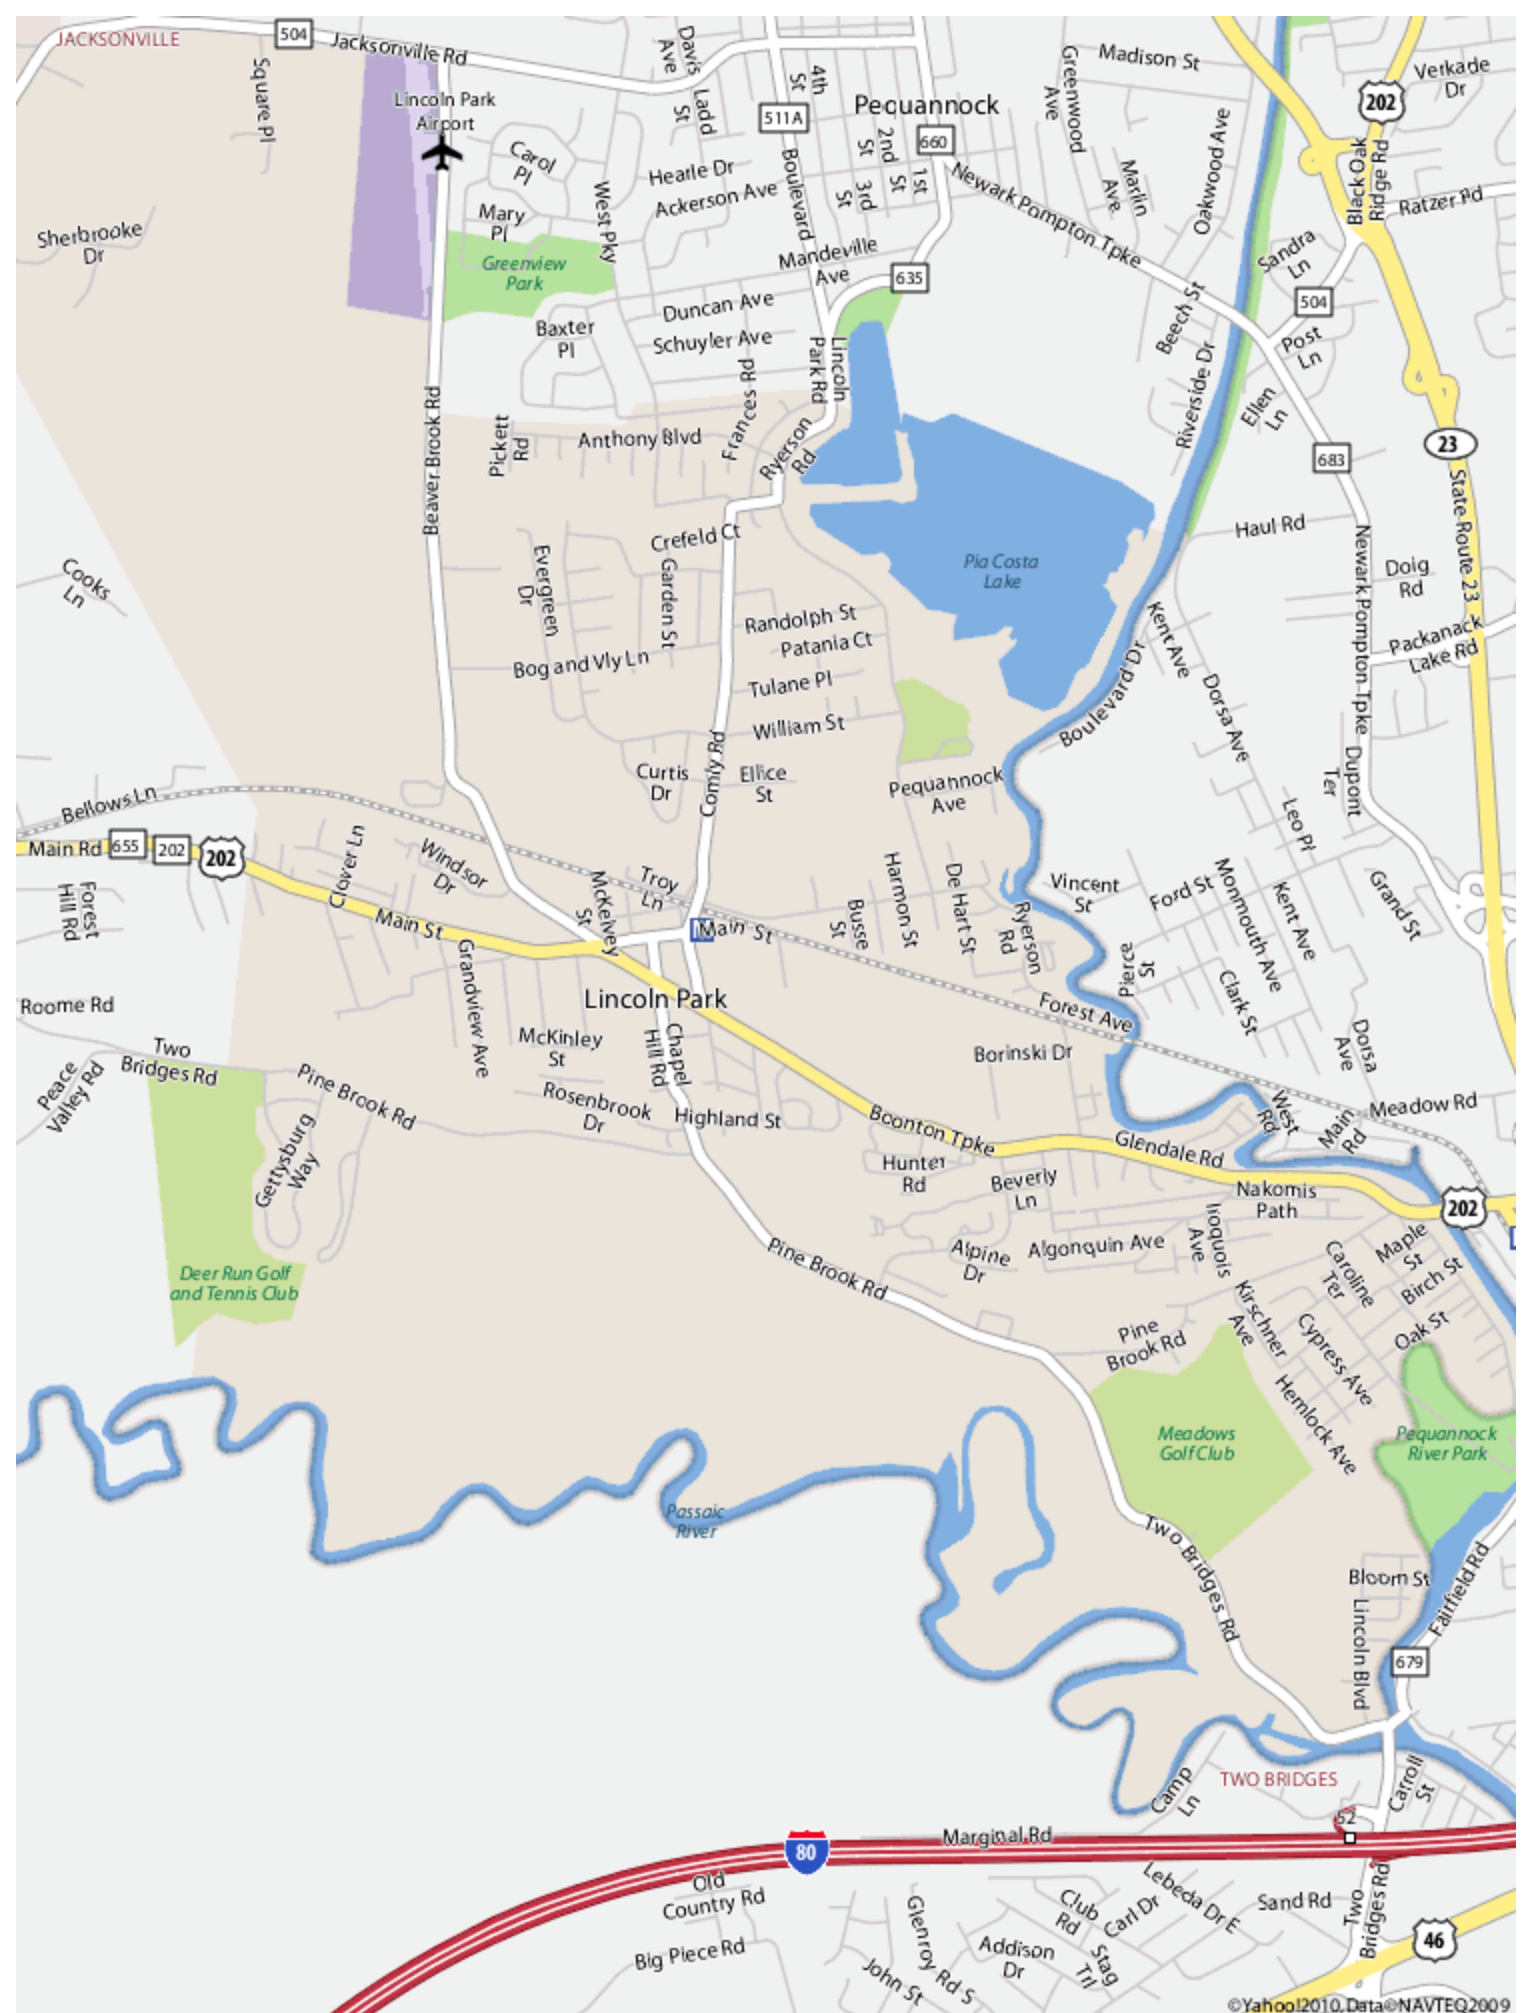 JACKSONVILLE
504
Jacksonville Rd
Square Pl
Davis
Ave
Ladd
St
4th
St
511A
Pequannock
660
Greenwood
Ave
Madison St
202
Verkade
Dr
Lincoln Park
Airport
Carol
Pl
Hearle Dr
Ackerson Ave
Boulevard
2nd
St
3rd
St
1st
St
Newark Pompton Tpke
Marlin
Ave
Oakwood Ave
Black Oak
Ridge Rd
Ratzer Rd
Sherbrooke
Dr
Mary
Pl
West Pky
Greenview
Park
Mandeville
Ave
635
Sandra
Ln
504
Duncan Ave
Baxter
Pl
Schuyler Ave
Lincoln
Park Rd
Beech St
Riverside Dr
Post
Ln
Ellen
Ln
Beaver Brook Rd
Pickett
Rd
Anthony Blvd
Frances Rd
Ryerson
Rd
683
23
State Route 23
Crefeld Ct
Haul Rd
Newark Pompton Tpke
Pia Costa
Lake
Doig
Rd
Cooks
Ln
Evergreen
Dr
Garden St
Randolph St
Patania Ct
Bog and Vly Ln
Tulane Pl
William St
Kent Ave
Boulevard Dr
Dorsa Ave
Packanack
Lake Rd
Curtis
Dr
Comly Rd
Ellice
St
Pequannock
Ave
Dupont
Ter
Leo Pl
Bellows Ln
Main Rd
655
202
202
Clover Ln
Windsor
Dr
Troy
Ln
McKelvey
St
Main St
Main St
Busse
St
Harmon St
De Hart St
Ryerson
Rd
Vincent
St
Ford St
Monmouth Ave
Kent Ave
Grand St
Forest
Hill Rd
Pierce
St
Clark St
Grandview Ave
Roome Rd
Lincoln Park
Forest Ave
Dorsa
Ave
Two
Bridges Rd
Peace
Valley Rd
McKinley
St
Chapel
Hill Rd
Borinski Dr
Pine Brook Rd
Rosenbrook
Dr
Highland St
Boonton Tpke
Glendale Rd
West
Rd
Main
Rd
Meadow Rd
Gettysburg
Way
Hunter
Rd
Beverly
Ln
Nakomis
Path
202
Iroquois
Ave
Pine Brook Rd
Alpine
Dr
Algonquin Ave
Caroline
Ter
Maple
St
Birch St
Deer Run Golf
and Tennis Club
Pine
Brook Rd
Kirschner
Ave
Cypress Ave
Oak St
Hemlock Ave
Meadows
Golf Club
Pequannock
River Park
Passaic
River
Two Bridges Rd
Bloom St
Lincoln Blvd
Fairfield Rd
679
Camp
Ln
TWO BRIDGES
Carroll
St
52
80
Marginal Rd
Old
Country Rd
Big Piece Rd
Glenroy Rd S
John St
Addison
Dr
Club
Rd
Carl Dr
Stag
Trl
Lebeda Dr E
Sand Rd
Two
Bridges Rd
46
©Yahoo!2010,Data©NAVTEQ2009